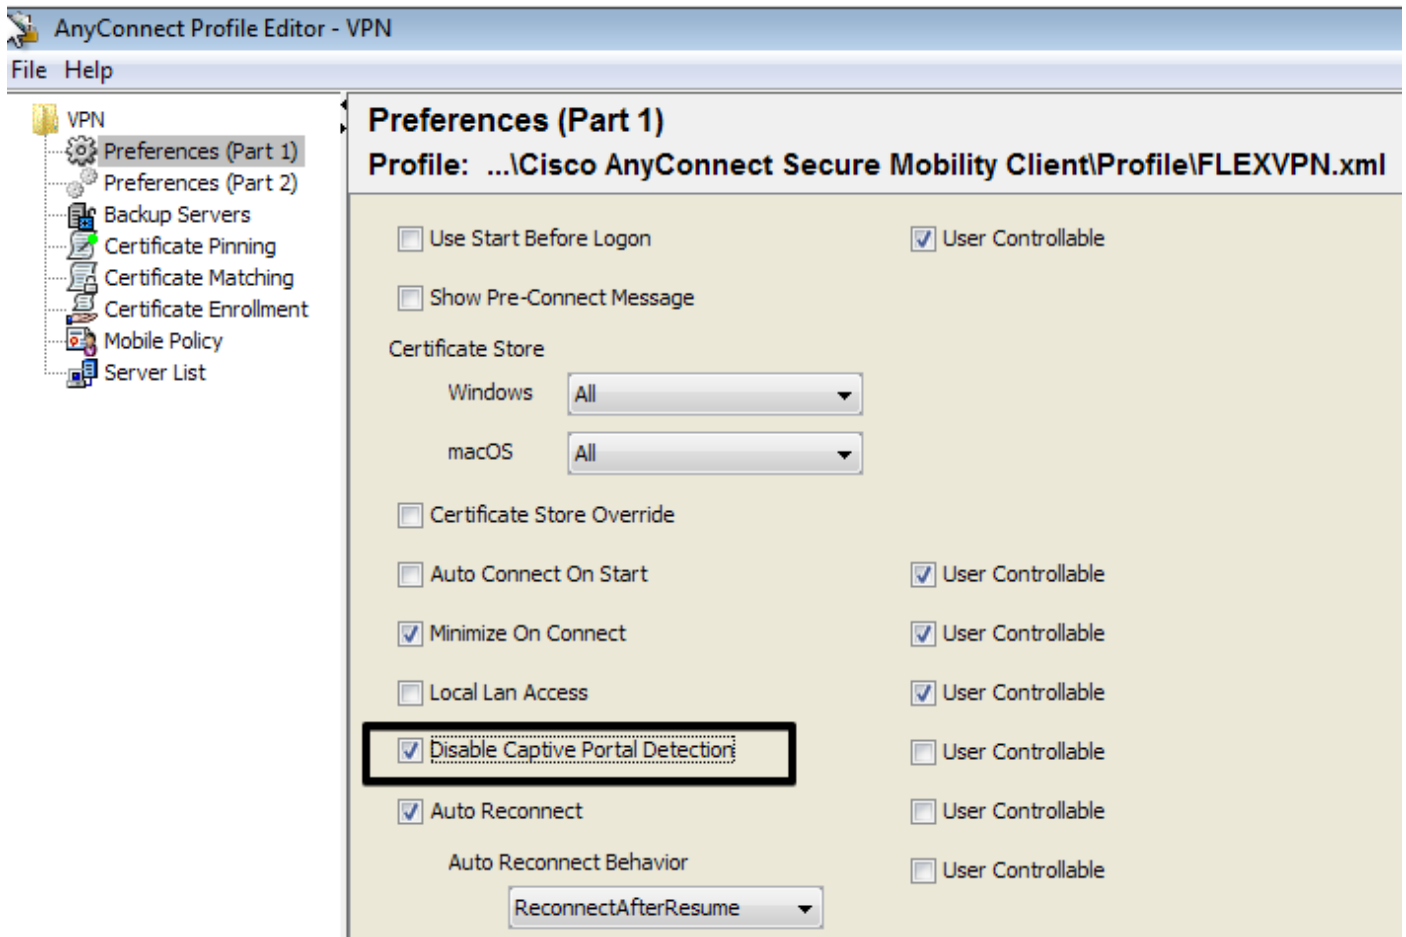 AnyConnect Profile Editor - VPN
File Help
VPN
Preferences (Part 1)
Preferences (Part 2)
Backup Servers
Certificate Pinning
Certificate Matching
Certificate Enrollment
Mobile Policy
Server List
Preferences (Part 1)
Profile: ...\Cisco AnyConnect Secure Mobility Client\Profile\FLEXVPN.xml
Use Start Before Logon User Controllable
Show Pre-Connect Message
Certificate Store
Windows All
macOS All
Certificate Store Override
Auto Connect On Start User Controllable
Minimize On Connect User Controllable
Local Lan Access User Controllable
Disable Captive Portal Detection User Controllable
Auto Reconnect User Controllable
Auto Reconnect Behavior User Controllable
ReconnectAfterResume